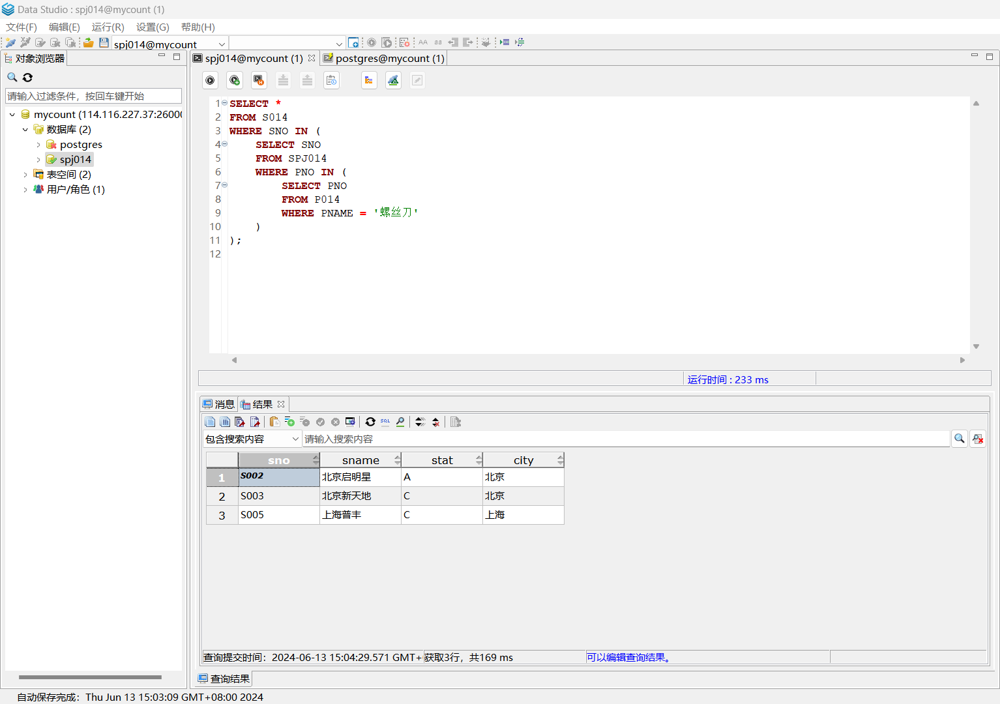 Data Studio : spj014@mycount (1)
文件(F) 编辑(E) 运行(R) 设置(G) 帮助(H)
spj014@mycount
AA aa
对象浏览器
spj014@mycount (1) postgres@mycount (1)
请输入过滤条件，按回车键开始
mycount (114.116.227.37:2600
数据库 (2)
postgres
spj014
表空间 (2)
用户/角色 (1)
1 SELECT *
2 FROM S014
3 WHERE SNO IN (
4 SELECT SNO
5 FROM SPJ014
6 WHERE PNO IN (
7 SELECT PNO
8 FROM P014
9 WHERE PNAME = '螺丝刀'
10 )
11 );
12
运行时间 : 233 ms
消息 结果
SQL
包含搜索内容 请输入搜索内容
sno sname stat city
1 S002 北京启明星 A 北京
2 S003 北京新天地 C 北京
3 S005 上海普丰 C 上海
查询提交时间：2024-06-13 15:04:29.571 GMT+ 获取3行，共169 ms 可以编辑查询结果。
查询结果
自动保存完成：Thu Jun 13 15:03:09 GMT+08:00 2024